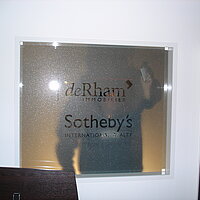 deRham
IMMOBILIER
Sotheby's
INTERNATIONAL REALTY